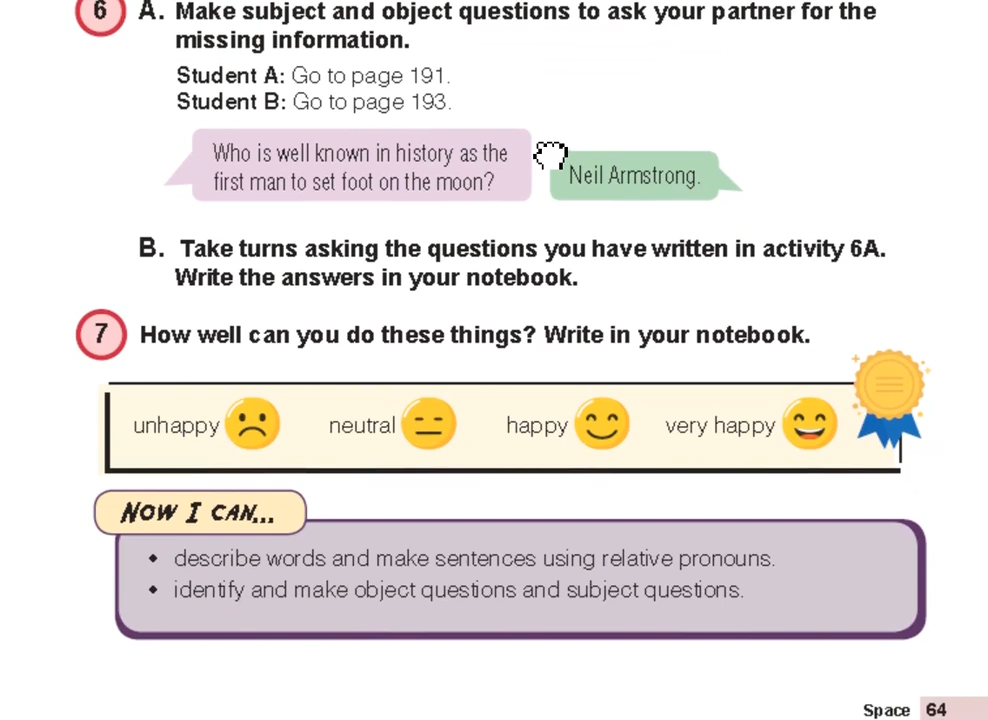 6 A. Make subject and object questions to ask your partner for the
missing information.
Student A: Go to page 191.
Student B: Go to page 193.
Who is well known in history as the
first man to set foot on the moon?
Neil Armstrong.
B. Take turns asking the questions you have written in activity 6A.
Write the answers in your notebook.
7 How well can you do these things? Write in your notebook.
unhappy neutral happy very happy
NOW I CAN...
• describe words and make sentences using relative pronouns.
• identify and make object questions and subject questions.
Space 64